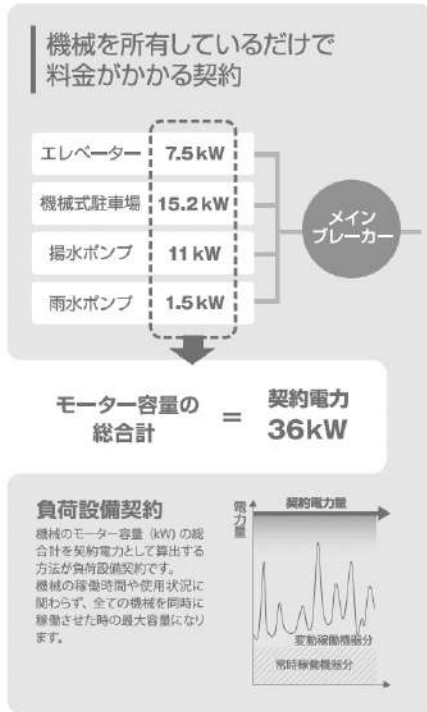 機械を所有しているだけで
料金がかかる契約
エレベーター 7.5kW
機械式駐車場 15.2kW
揚水ポンプ 11kW
雨水ポンプ 1.5kW
メイン
ブレーカー
モーター容量の
総合計
=
契約電力
36kW
負荷設備契約
機械のモーター容量(kW)の総
合計を契約電力として算出する
方法が負荷設備契約です。
機械の稼働時間や使用状況に
関わらず、全ての機械を同時に
稼働させた時の最大容量になり
ます。
電力量
契約電力量
変動稼働機器分
常時稼働機器分